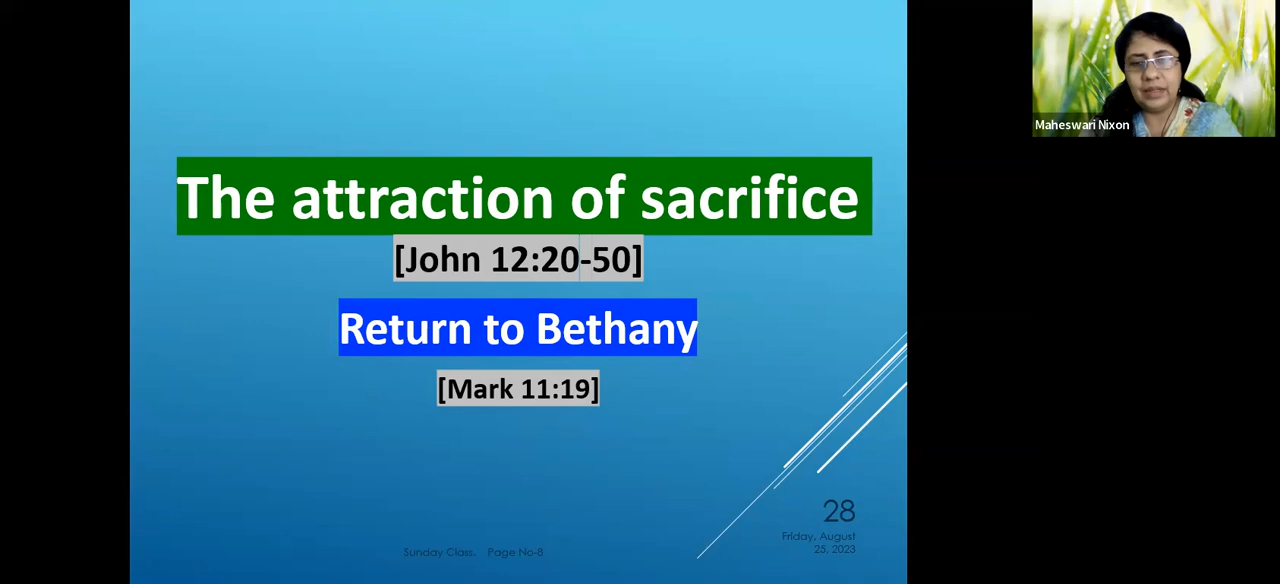 The attraction of sacrifice
[John 12:20-50]
Return to Bethany
[Mark 11:19]
28
Friday, August
25, 2023
Sunday Class. Page No-8
Maheswari Nixon